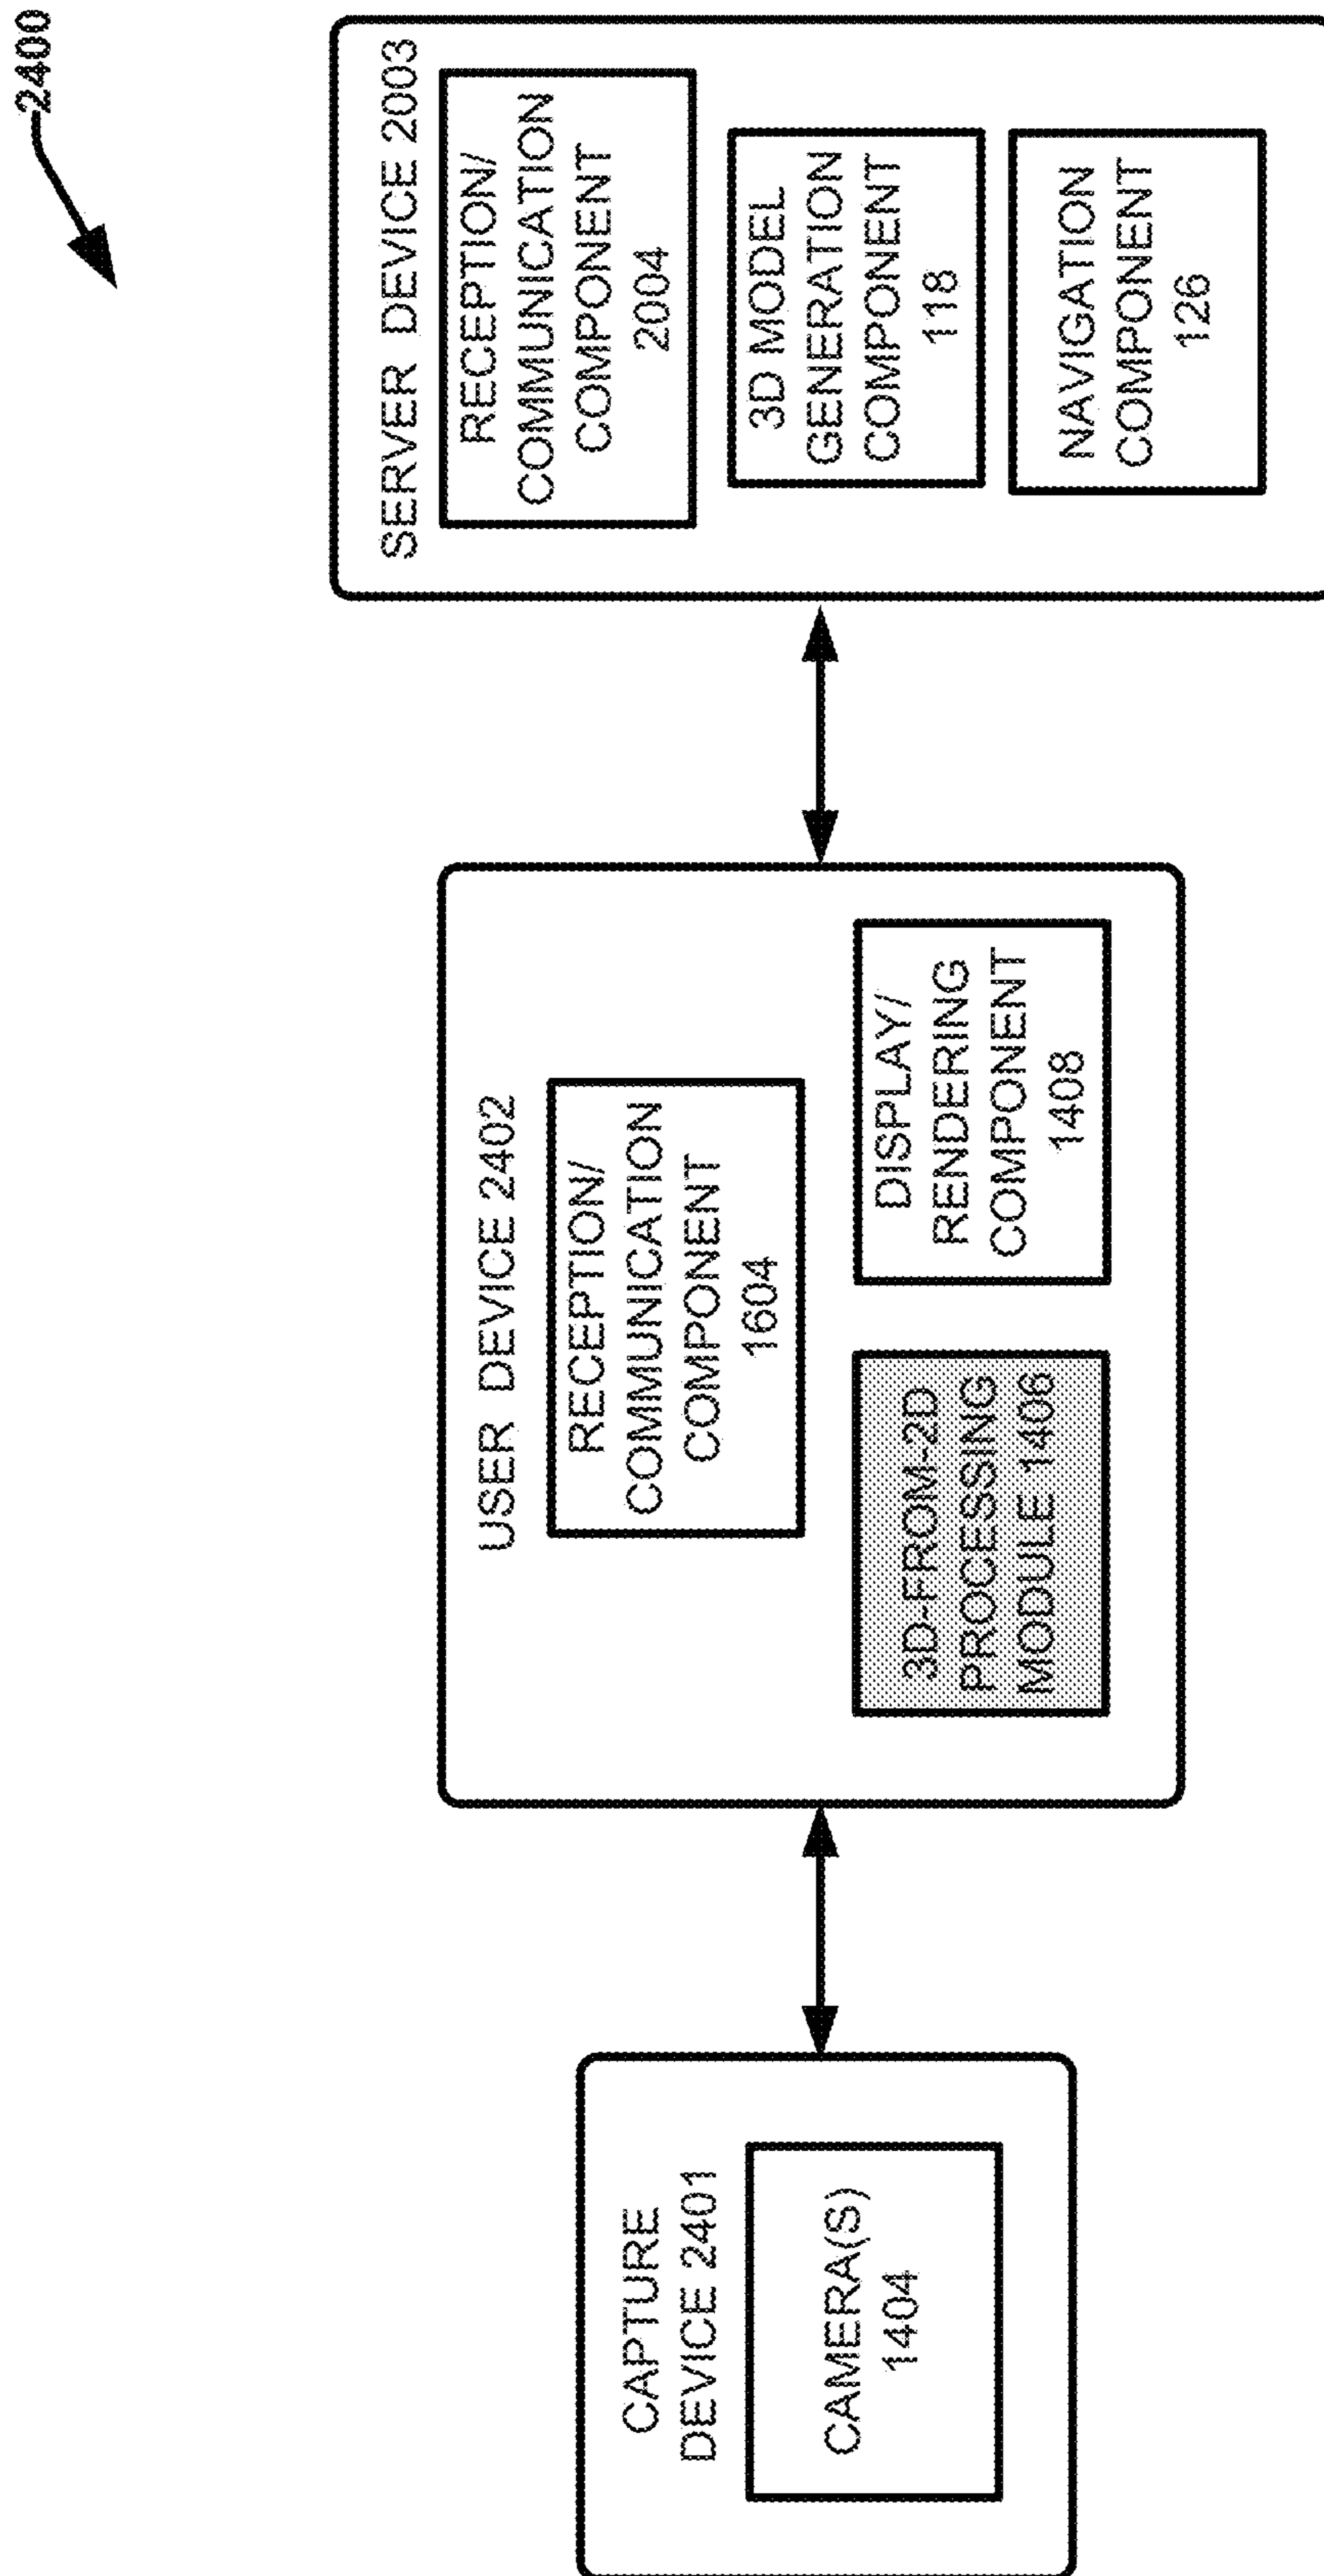 2400
CAPTURE
DEVICE 2401
CAMERA(S)
1404
USER DEVICE 2402
RECEPTION/
COMMUNICATION
COMPONENT
1604
3D-FROM-2D
PROCESSING
MODULE 1406
DISPLAY/
RENDERING
COMPONENT
1408
SERVER DEVICE 2003
RECEPTION/
COMMUNICATION
COMPONENT
2004
3D MODEL
GENERATION
COMPONENT
118
NAVIGATION
COMPONENT
126